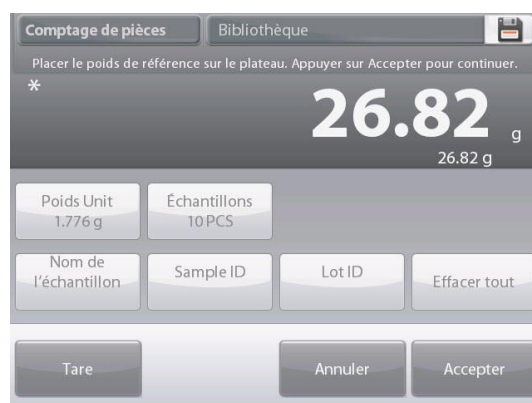 Comptage de pièces
Bibliothèque
Placer le poids de référence sur le plateau. Appuyer sur Accepter pour continuer.
*
26.82 g
26.82 g
Poids Unit
1.776 g
Échantillons
10 PCS
Nom de
l'échantillon
Sample ID
Lot ID
Effacer tout
Tare
Annuler
Accepter